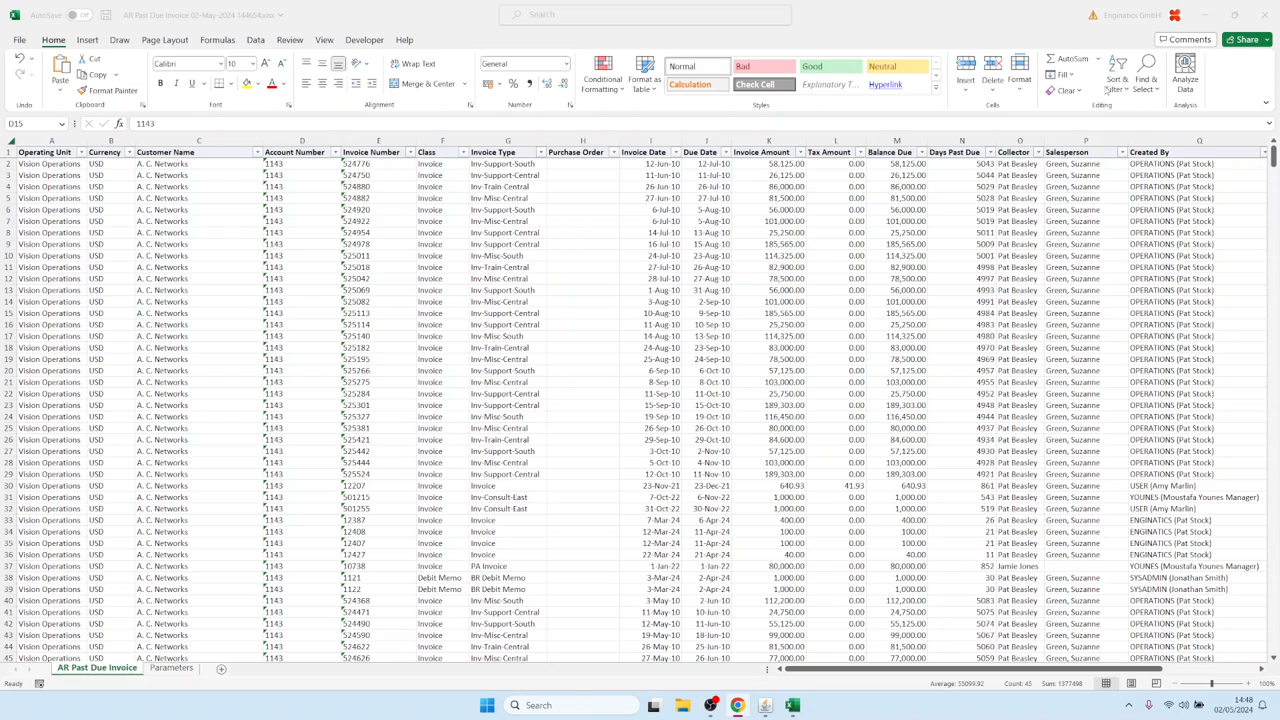 AutoSave Off AR Past Due Invoice 02-May-2024 144654.xlsx Search Enginatics GmbH
File Home Insert Draw Page Layout Formulas Data Review View Developer Help Comments Share
Cut Calibri 10 Wrap Text General Normal Bad Good Neutral AutoSum
Copy Fill
Paste Format Painter Merge & Center Conditional Formatting Format as Table Calculation Check Cell Explanatory T... Hyperlink Insert Delete Format Clear Sort & Filter Find & Select Analyze Data
Undo Clipboard Font Alignment Number Styles Cells Editing Analysis
D15 1143
A B C D E F G H I J K L M N O P Q
1 Operating Unit Currency Customer Name Account Number Invoice Number Class Invoice Type Purchase Order Invoice Date Due Date Invoice Amount Tax Amount Balance Due Days Past Due Collector Salesperson Created By
2 Vision Operations USD A. C. Networks 1143 524776 Invoice Inv-Support-South 12-Jun-10 12-Jul-10 58,125.00 0.00 58,125.00 5043 Pat Beasley Green, Suzanne OPERATIONS (Pat Stock)
3 Vision Operations USD A. C. Networks 1143 524756 Invoice Inv-Support-Central 11-Jun-10 11-Jul-10 26,125.00 0.00 26,125.00 5044 Pat Beasley Green, Suzanne OPERATIONS (Pat Stock)
4 Vision Operations USD A. C. Networks 1143 524880 Invoice Inv-Train-Central 26-Jun-10 26-Jul-10 86,000.00 0.00 86,000.00 5029 Pat Beasley Green, Suzanne OPERATIONS (Pat Stock)
5 Vision Operations USD A. C. Networks 1143 524882 Invoice Inv-Misc-Central 27-Jun-10 27-Jul-10 81,500.00 0.00 81,500.00 5028 Pat Beasley Green, Suzanne OPERATIONS (Pat Stock)
6 Vision Operations USD A. C. Networks 1143 524920 Invoice Inv-Support-South 6-Jul-10 5-Aug-10 56,000.00 0.00 56,000.00 5019 Pat Beasley Green, Suzanne OPERATIONS (Pat Stock)
7 Vision Operations USD A. C. Networks 1143 524922 Invoice Inv-Misc-Central 6-Jul-10 5-Aug-10 101,000.00 0.00 101,000.00 5019 Pat Beasley Green, Suzanne OPERATIONS (Pat Stock)
8 Vision Operations USD A. C. Networks 1143 524954 Invoice Inv-Support-Central 14-Jul-10 13-Aug-10 25,250.00 0.00 25,250.00 5011 Pat Beasley Green, Suzanne OPERATIONS (Pat Stock)
9 Vision Operations USD A. C. Networks 1143 524978 Invoice Inv-Support-Central 16-Jul-10 15-Aug-10 185,565.00 0.00 185,565.00 5009 Pat Beasley Green, Suzanne OPERATIONS (Pat Stock)
10 Vision Operations USD A. C. Networks 1143 525011 Invoice Inv-Misc-South 24-Jul-10 23-Aug-10 114,325.00 0.00 114,325.00 5001 Pat Beasley Green, Suzanne OPERATIONS (Pat Stock)
11 Vision Operations USD A. C. Networks 1143 525018 Invoice Inv-Train-Central 27-Jul-10 26-Aug-10 82,900.00 0.00 82,900.00 4998 Pat Beasley Green, Suzanne OPERATIONS (Pat Stock)
12 Vision Operations USD A. C. Networks 1143 525042 Invoice Inv-Misc-Central 28-Jul-10 27-Aug-10 78,500.00 0.00 78,500.00 4997 Pat Beasley Green, Suzanne OPERATIONS (Pat Stock)
13 Vision Operations USD A. C. Networks 1143 525069 Invoice Inv-Support-South 1-Aug-10 31-Aug-10 56,000.00 0.00 56,000.00 4993 Pat Beasley Green, Suzanne OPERATIONS (Pat Stock)
14 Vision Operations USD A. C. Networks 1143 525082 Invoice Inv-Misc-Central 3-Aug-10 2-Sep-10 101,000.00 0.00 101,000.00 4991 Pat Beasley Green, Suzanne OPERATIONS (Pat Stock)
15 Vision Operations USD A. C. Networks 1143 525113 Invoice Inv-Support-Central 10-Aug-10 9-Sep-10 185,565.00 0.00 185,565.00 4984 Pat Beasley Green, Suzanne OPERATIONS (Pat Stock)
16 Vision Operations USD A. C. Networks 1143 525114 Invoice Inv-Support-Central 11-Aug-10 10-Sep-10 25,250.00 0.00 25,250.00 4983 Pat Beasley Green, Suzanne OPERATIONS (Pat Stock)
17 Vision Operations USD A. C. Networks 1143 525140 Invoice Inv-Misc-South 14-Aug-10 13-Sep-10 114,325.00 0.00 114,325.00 4980 Pat Beasley Green, Suzanne OPERATIONS (Pat Stock)
18 Vision Operations USD A. C. Networks 1143 525182 Invoice Inv-Train-Central 24-Aug-10 23-Sep-10 83,000.00 0.00 83,000.00 4970 Pat Beasley Green, Suzanne OPERATIONS (Pat Stock)
19 Vision Operations USD A. C. Networks 1143 525195 Invoice Inv-Misc-Central 25-Aug-10 24-Sep-10 78,500.00 0.00 78,500.00 4969 Pat Beasley Green, Suzanne OPERATIONS (Pat Stock)
20 Vision Operations USD A. C. Networks 1143 525266 Invoice Inv-Support-South 6-Sep-10 6-Oct-10 57,125.00 0.00 57,125.00 4957 Pat Beasley Green, Suzanne OPERATIONS (Pat Stock)
21 Vision Operations USD A. C. Networks 1143 525275 Invoice Inv-Misc-Central 8-Sep-10 8-Oct-10 103,000.00 0.00 103,000.00 4955 Pat Beasley Green, Suzanne OPERATIONS (Pat Stock)
22 Vision Operations USD A. C. Networks 1143 525284 Invoice Inv-Support-Central 11-Sep-10 11-Oct-10 25,750.00 0.00 25,750.00 4952 Pat Beasley Green, Suzanne OPERATIONS (Pat Stock)
23 Vision Operations USD A. C. Networks 1143 525301 Invoice Inv-Support-Central 15-Sep-10 15-Oct-10 189,303.00 0.00 189,303.00 4948 Pat Beasley Green, Suzanne OPERATIONS (Pat Stock)
24 Vision Operations USD A. C. Networks 1143 525327 Invoice Inv-Misc-South 19-Sep-10 19-Oct-10 116,450.00 0.00 116,450.00 4944 Pat Beasley Green, Suzanne OPERATIONS (Pat Stock)
25 Vision Operations USD A. C. Networks 1143 525381 Invoice Inv-Misc-Central 26-Sep-10 26-Oct-10 80,000.00 0.00 80,000.00 4937 Pat Beasley Green, Suzanne OPERATIONS (Pat Stock)
26 Vision Operations USD A. C. Networks 1143 525421 Invoice Inv-Train-Central 29-Sep-10 29-Oct-10 84,600.00 0.00 84,600.00 4934 Pat Beasley Green, Suzanne OPERATIONS (Pat Stock)
27 Vision Operations USD A. C. Networks 1143 525442 Invoice Inv-Support-South 3-Oct-10 2-Nov-10 57,125.00 0.00 57,125.00 4930 Pat Beasley Green, Suzanne OPERATIONS (Pat Stock)
28 Vision Operations USD A. C. Networks 1143 525444 Invoice Inv-Misc-Central 5-Oct-10 4-Nov-10 103,000.00 0.00 103,000.00 4928 Pat Beasley Green, Suzanne OPERATIONS (Pat Stock)
29 Vision Operations USD A. C. Networks 1143 525524 Invoice Inv-Support-Central 12-Oct-10 11-Nov-10 189,303.00 0.00 189,303.00 4921 Pat Beasley Green, Suzanne OPERATIONS (Pat Stock)
30 Vision Operations USD A. C. Networks 1143 12207 Invoice Invoice 23-Nov-21 23-Dec-21 640.93 41.93 640.93 861 Pat Beasley Green, Suzanne USER (Amy Marlin)
31 Vision Operations USD A. C. Networks 1143 501215 Invoice Inv-Consult-East 7-Oct-22 6-Nov-22 1,000.00 0.00 1,000.00 543 Pat Beasley Green, Suzanne YOUNES (Moustafa Younes Manager)
32 Vision Operations USD A. C. Networks 1143 501255 Invoice Inv-Consult-East 31-Oct-22 30-Nov-22 1,000.00 0.00 1,000.00 519 Pat Beasley Green, Suzanne USER (Amy Marlin)
33 Vision Operations USD A. C. Networks 1143 12387 Invoice Invoice 7-Mar-24 6-Apr-24 400.00 0.00 400.00 26 Pat Beasley Green, Suzanne ENGINATICS (Pat Stock)
34 Vision Operations USD A. C. Networks 1143 12408 Invoice Invoice 12-Mar-24 11-Apr-24 100.00 0.00 100.00 21 Pat Beasley Green, Suzanne ENGINATICS (Pat Stock)
35 Vision Operations USD A. C. Networks 1143 12407 Invoice Invoice 12-Mar-24 11-Apr-24 100.00 0.00 100.00 21 Pat Beasley Green, Suzanne ENGINATICS (Pat Stock)
36 Vision Operations USD A. C. Networks 1143 12427 Invoice Invoice 22-Mar-24 21-Apr-24 40.00 0.00 40.00 11 Pat Beasley Green, Suzanne ENGINATICS (Pat Stock)
37 Vision Operations USD A. C. Networks 1143 10738 Invoice PA Invoice 1-Jan-22 1-Jan-22 80,000.00 0.00 80,000.00 852 Jamie Jones YOUNES (Moustafa Younes Manager)
38 Vision Operations USD A. C. Networks 1143 1121 Debit Memo BR Debit Memo 3-Mar-24 2-Apr-24 1,000.00 0.00 1,000.00 30 Pat Beasley Green, Suzanne SYSADMIN (Jonathan Smith)
39 Vision Operations USD A. C. Networks 1143 1122 Debit Memo BR Debit Memo 3-Mar-24 2-Apr-24 1,000.00 0.00 1,000.00 30 Pat Beasley Green, Suzanne SYSADMIN (Jonathan Smith)
40 Vision Operations USD A. C. Networks 1143 524368 Invoice Inv-Misc-South 3-May-10 2-Jun-10 112,200.00 0.00 112,200.00 5083 Pat Beasley Green, Suzanne OPERATIONS (Pat Stock)
41 Vision Operations USD A. C. Networks 1143 524471 Invoice Inv-Support-Central 11-May-10 10-Jun-10 24,750.00 0.00 24,750.00 5075 Pat Beasley Green, Suzanne OPERATIONS (Pat Stock)
42 Vision Operations USD A. C. Networks 1143 524490 Invoice Inv-Support-South 12-May-10 11-Jun-10 55,125.00 0.00 55,125.00 5074 Pat Beasley Green, Suzanne OPERATIONS (Pat Stock)
43 Vision Operations USD A. C. Networks 1143 524590 Invoice Inv-Misc-Central 19-May-10 18-Jun-10 99,000.00 0.00 99,000.00 5067 Pat Beasley Green, Suzanne OPERATIONS (Pat Stock)
44 Vision Operations USD A. C. Networks 1143 524622 Invoice Inv-Train-Central 26-May-10 25-Jun-10 81,500.00 0.00 81,500.00 5060 Pat Beasley Green, Suzanne OPERATIONS (Pat Stock)
45 Vision Operations USD A. C. Networks 1143 524626 Invoice Inv-Misc-Central 27-May-10 26-Jun-10 77,000.00 0.00 77,000.00 5059 Pat Beasley Green, Suzanne OPERATIONS (Pat Stock)
AR Past Due Invoice Parameters
Ready Average: 55099.92 Count: 45 Sum: 1377498 100%
Search 14:48
02/05/2024